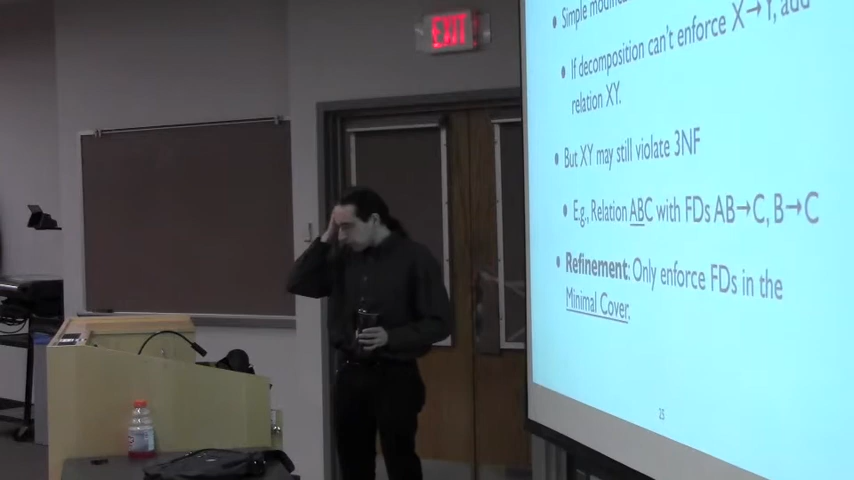 EXIT
• Simple
• If decomposition can't enforce X→Y, add
relation XY.
• But XY may still violate 3NF
• E.g., Relation ABC with FDs AB→C, B→C
• Refinement: Only enforce FDs in the
Minimal Cover.
25